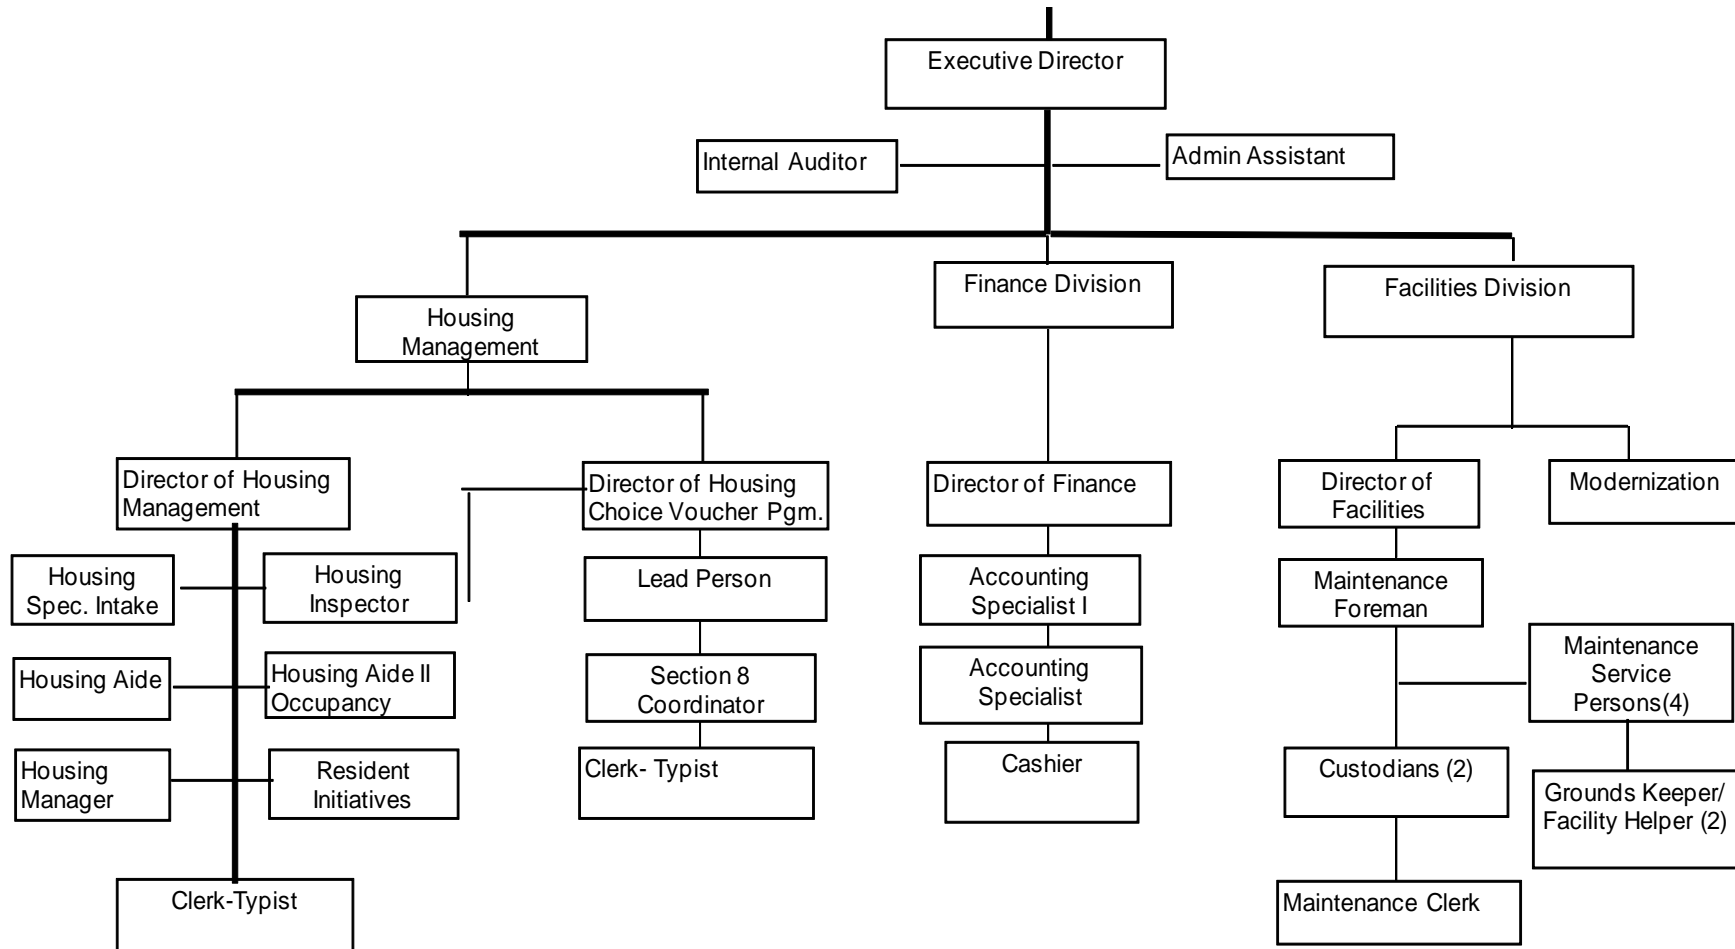 Executive Director
Internal Auditor
Admin Assistant
Housing
Management
Finance Division
Facilities Division
Director of Housing
Management
Director of Housing
Choice Voucher Pgm.
Director of Finance
Director of
Facilities
Modernization
Housing
Spec. Intake
Housing
Inspector
Lead Person
Accounting
Specialist I
Maintenance
Foreman
Housing Aide
Housing Aide II
Occupancy
Section 8
Coordinator
Accounting
Specialist
Maintenance
Service
Persons(4)
Housing
Manager
Resident
Initiatives
Clerk- Typist
Cashier
Custodians (2)
Grounds Keeper/
Facility Helper (2)
Clerk-Typist
Maintenance Clerk